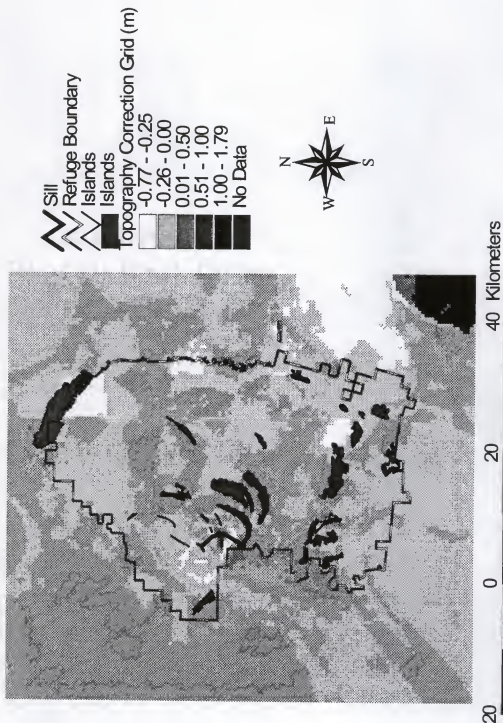 Sill
Refuge Boundary
Islands
Islands
Topography Correction Grid (m)
-0.77 - -0.25
-0.26 - 0.00
0.01 - 0.50
0.51 - 1.00
1.00 - 1.79
No Data
N
W E
S
20 0 20 40 Kilometers